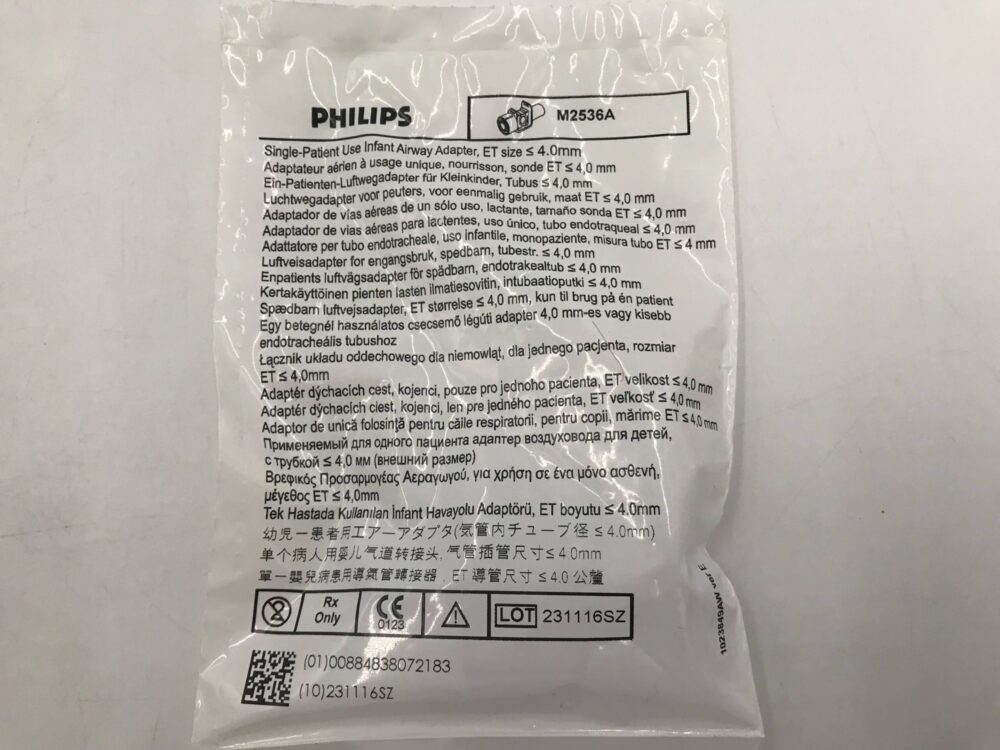 PHILIPS
M2536A
Single-Patient Use Infant Airway Adapter, ET size ≤ 4.0mm
Adaptateur aérien à usage unique, nourrisson, sonde ET ≤ 4,0 mm
Ein-Patienten-Luftwegadapter für Kleinkinder, Tubus ≤ 4,0 mm
Luchtwegadapter voor peuters, voor eenmalig gebruik, maat ET ≤ 4,0 mm
Adaptador de vías aéreas de un sólo uso, lactante, tamaño sonda ET ≤ 4,0 mm
Adaptador de vías aéreas para lactentes, uso único, tubo endotraqueal ≤ 4,0 mm
Adattatore per tubo endotracheale, uso infantile, monopaziente, misura tubo ET ≤ 4 mm
Luftveisadapter for engangsbruk, spedbarn, tubestr. ≤ 4,0 mm
Enpatients luftvägsadapter för spädbarn, endotrakealtub ≤ 4,0 mm
Kertakäyttöinen pienten lasten ilmatiesovitin, intubaatioputki ≤ 4,0 mm
Spædbarn luftvejsadapter, ET størrelse ≤ 4,0 mm, kun til brug på én patient
Egy betegnél használatos csecsemő légúti adapter 4,0 mm-es vagy kisebb
endotracheális tubushoz
Łącznik układu oddechowego dla niemowląt, dla jednego pacjenta, rozmiar
ET ≤ 4,0mm
Adaptér dýchacích cest, kojenci, pouze pro jednoho pacienta, ET velikost ≤ 4,0 mm
Adaptér dýchacích ciest, kojenci, len pre jedného pacienta, ET veľkosť ≤ 4,0 mm
Adaptor de unică folosinţă pentru căile respiratorii, pentru copii, mărime ET ≤ 4,0 mm
Применяемый для одного пациента адаптер воздуховода для детей,
с трубкой ≤ 4,0 мм (внешний размер)
Βρεφικός Προσαρμογέας Αεραγωγού, για χρήση σε ένα μόνο ασθενή,
μέγεθος ET ≤ 4,0mm
Tek Hastada Kullanılan İnfant Havayolu Adaptörü, ET boyutu ≤ 4.0mm
幼児一患者用エアーアダプタ(気管内チューブ径 ≤ 4.0mm)
单个病人用婴儿气道转接头, 气管插管尺寸 ≤ 4.0mm
單一嬰兒病患用導氣管轉接器 , ET 導管尺寸 ≤ 4.0 公釐
2
Rx
Only
CE
0123
LOT 231116SZ
(01)00884838072183
(10)231116SZ
1023849AW ver E